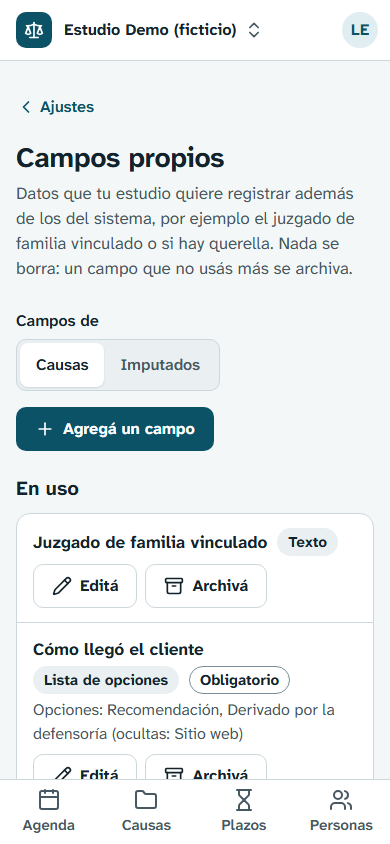 Estudio Demo (ficticio)
LE
Ajustes
Campos propios
Datos que tu estudio quiere registrar además
de los del sistema, por ejemplo el juzgado de
familia vinculado o si hay querella. Nada se
borra: un campo que no usás más se archiva.
Campos de
Causas
Imputados
Agregá un campo
En uso
Juzgado de familia vinculado
Texto
Editá
Archivá
Cómo llegó el cliente
Lista de opciones
Obligatorio
Opciones: Recomendación, Derivado por la
defensoría (ocultas: Sitio web)
Editá
Archivá
Agenda
Causas
Plazos
Personas